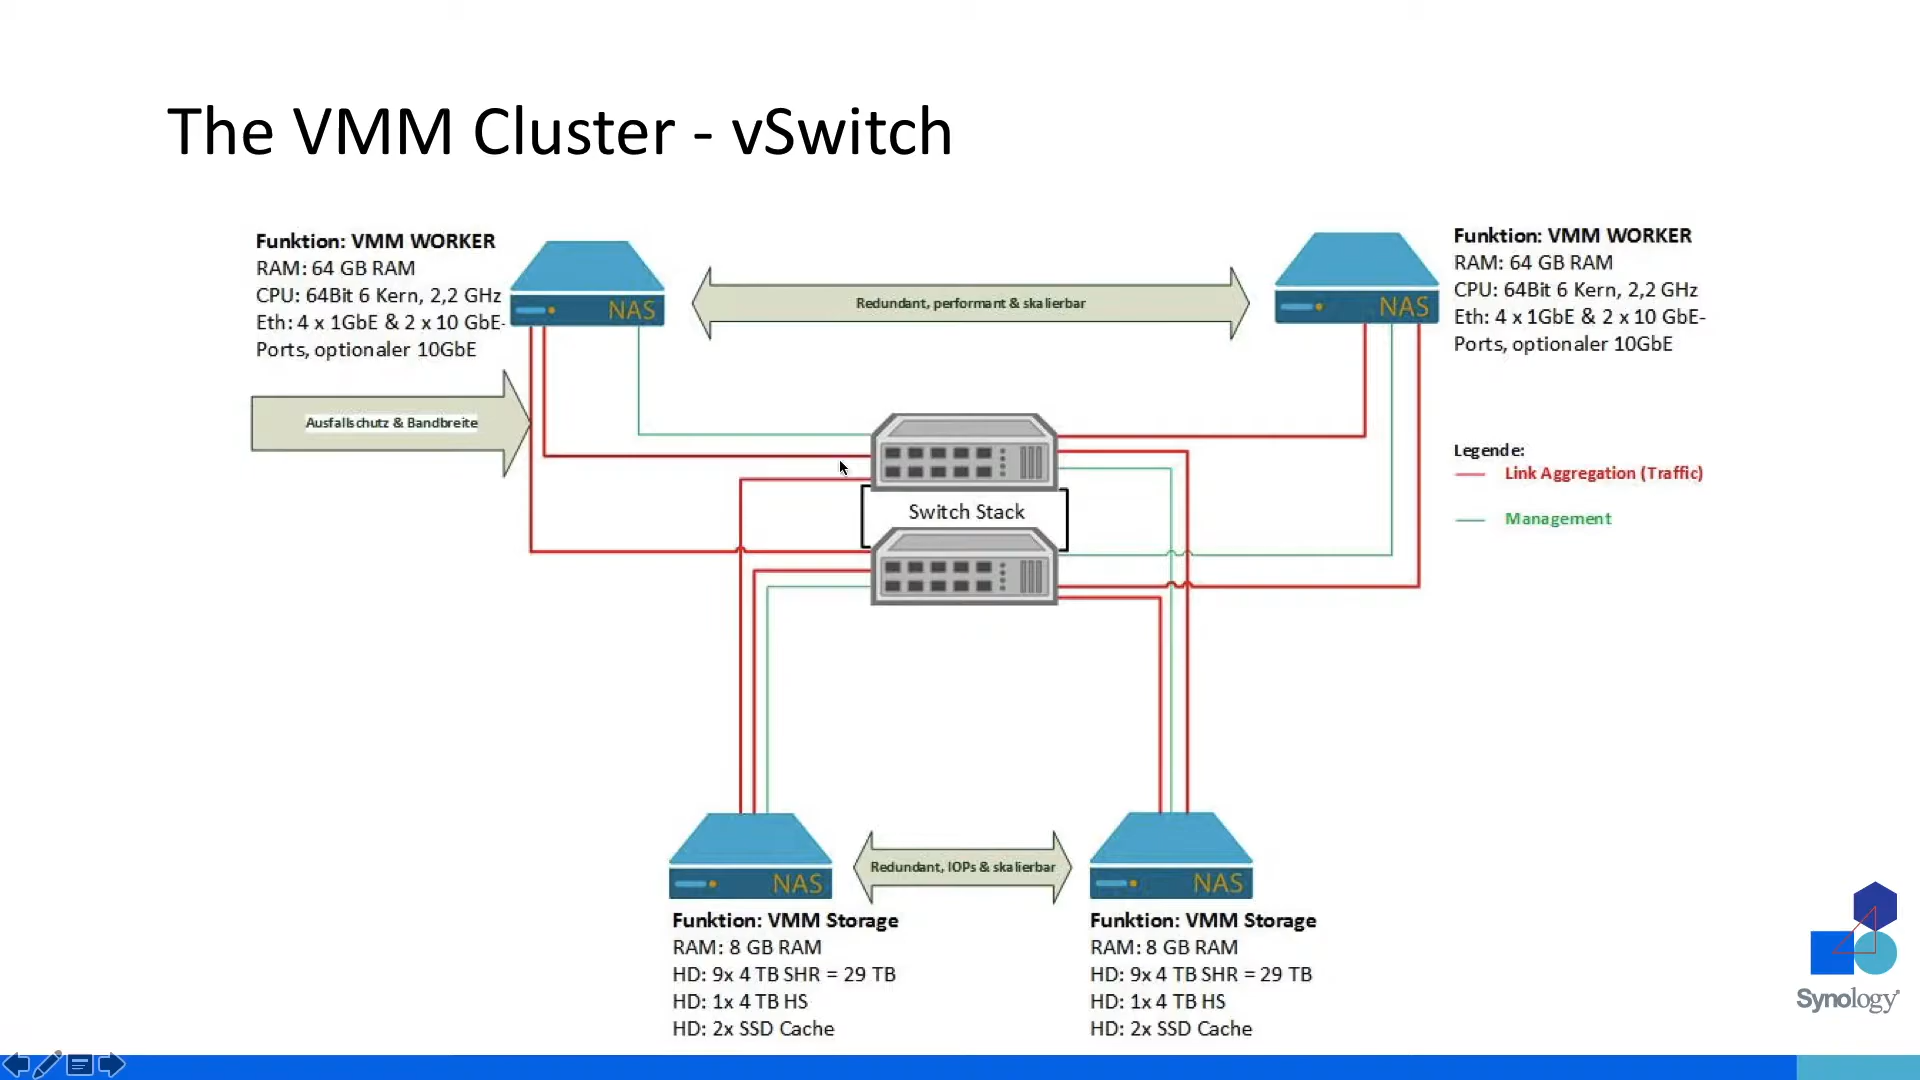 The VMM Cluster - vSwitch
Funktion: VMM WORKER
RAM: 64 GB RAM
CPU: 64Bit 6 Kern, 2,2 GHz
Eth: 4 x 1GbE & 2 x 10 GbE-
Ports, optionaler 10GbE
NAS
Redundant, performant & skalierbar
NAS
Funktion: VMM WORKER
RAM: 64 GB RAM
CPU: 64Bit 6 Kern, 2,2 GHz
Eth: 4 x 1GbE & 2 x 10 GbE-
Ports, optionaler 10GbE
Ausfallschutz & Bandbreite
Switch Stack
Legende:
Link Aggregation (Traffic)
Management
NAS
Redundant, IOPs & skalierbar
NAS
Funktion: VMM Storage
RAM: 8 GB RAM
HD: 9x 4 TB SHR = 29 TB
HD: 1x 4 TB HS
HD: 2x SSD Cache
Funktion: VMM Storage
RAM: 8 GB RAM
HD: 9x 4 TB SHR = 29 TB
HD: 1x 4 TB HS
HD: 2x SSD Cache
Synology